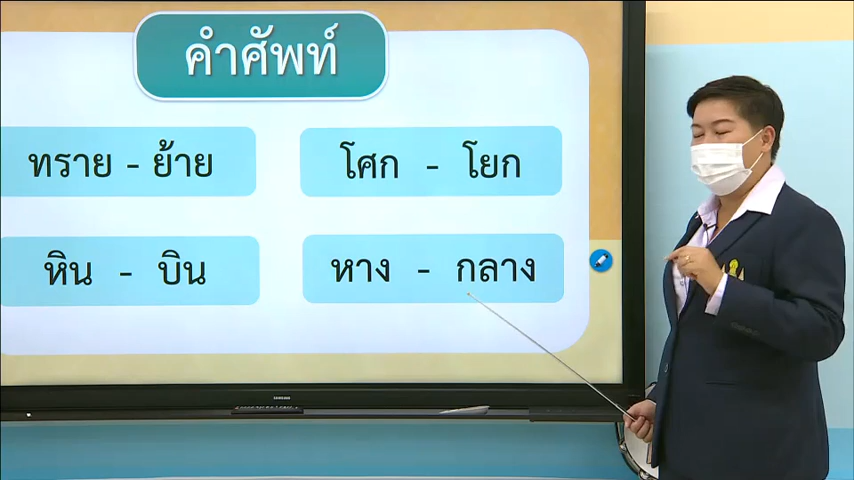 คำศัพท์
ทราย - ย้าย
โศก - โยก
หิน - บิน
หาง - กลาง
SAMSUNG